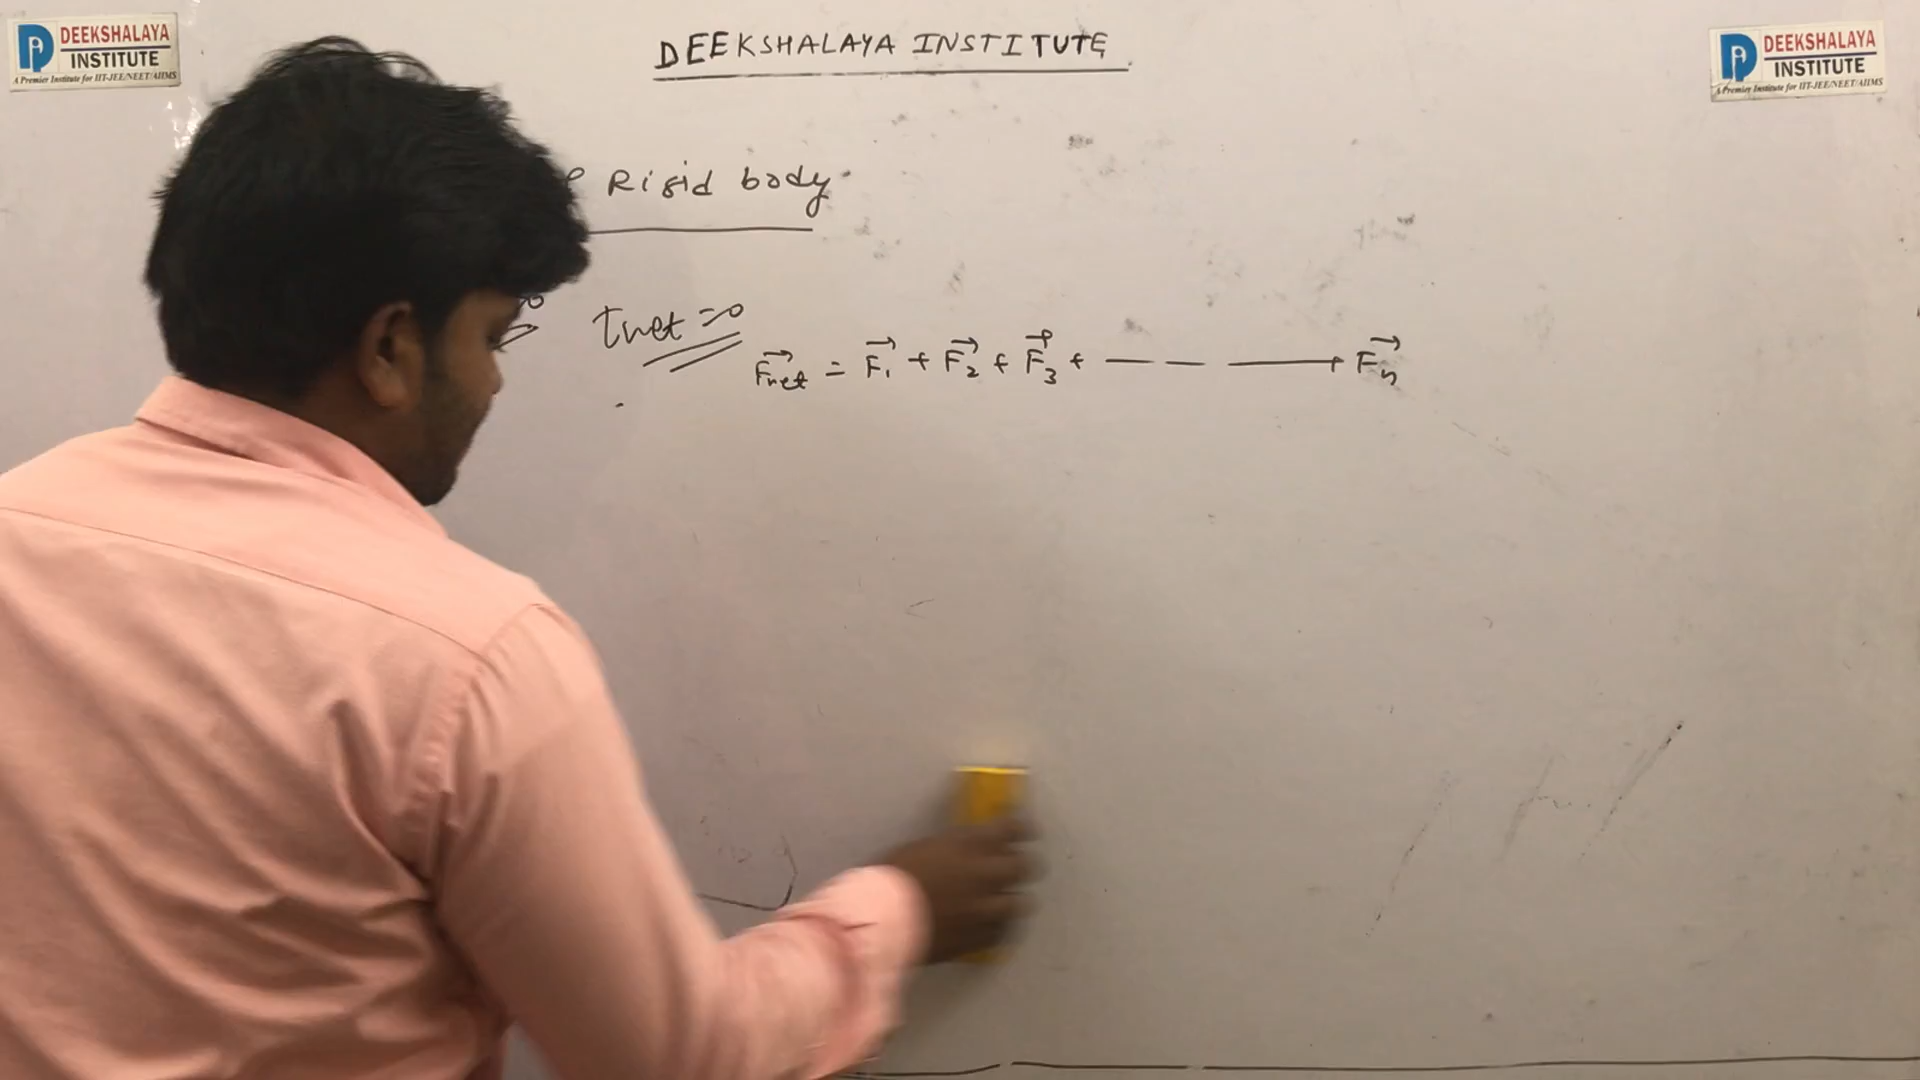 DEEKSHALAYA
INSTITUTE
A Premier Institute for IIT-JEE/NEET/AIIMS
DEEKSHALAYA INSTITUTE
DEEKSHALAYA
INSTITUTE
A Premier Institute for IIT-JEE/NEET/AIIMS
Rigid body
τnet = 0
F⃗net = F⃗₁ + F⃗₂ + F⃗₃ + — — — + F⃗n